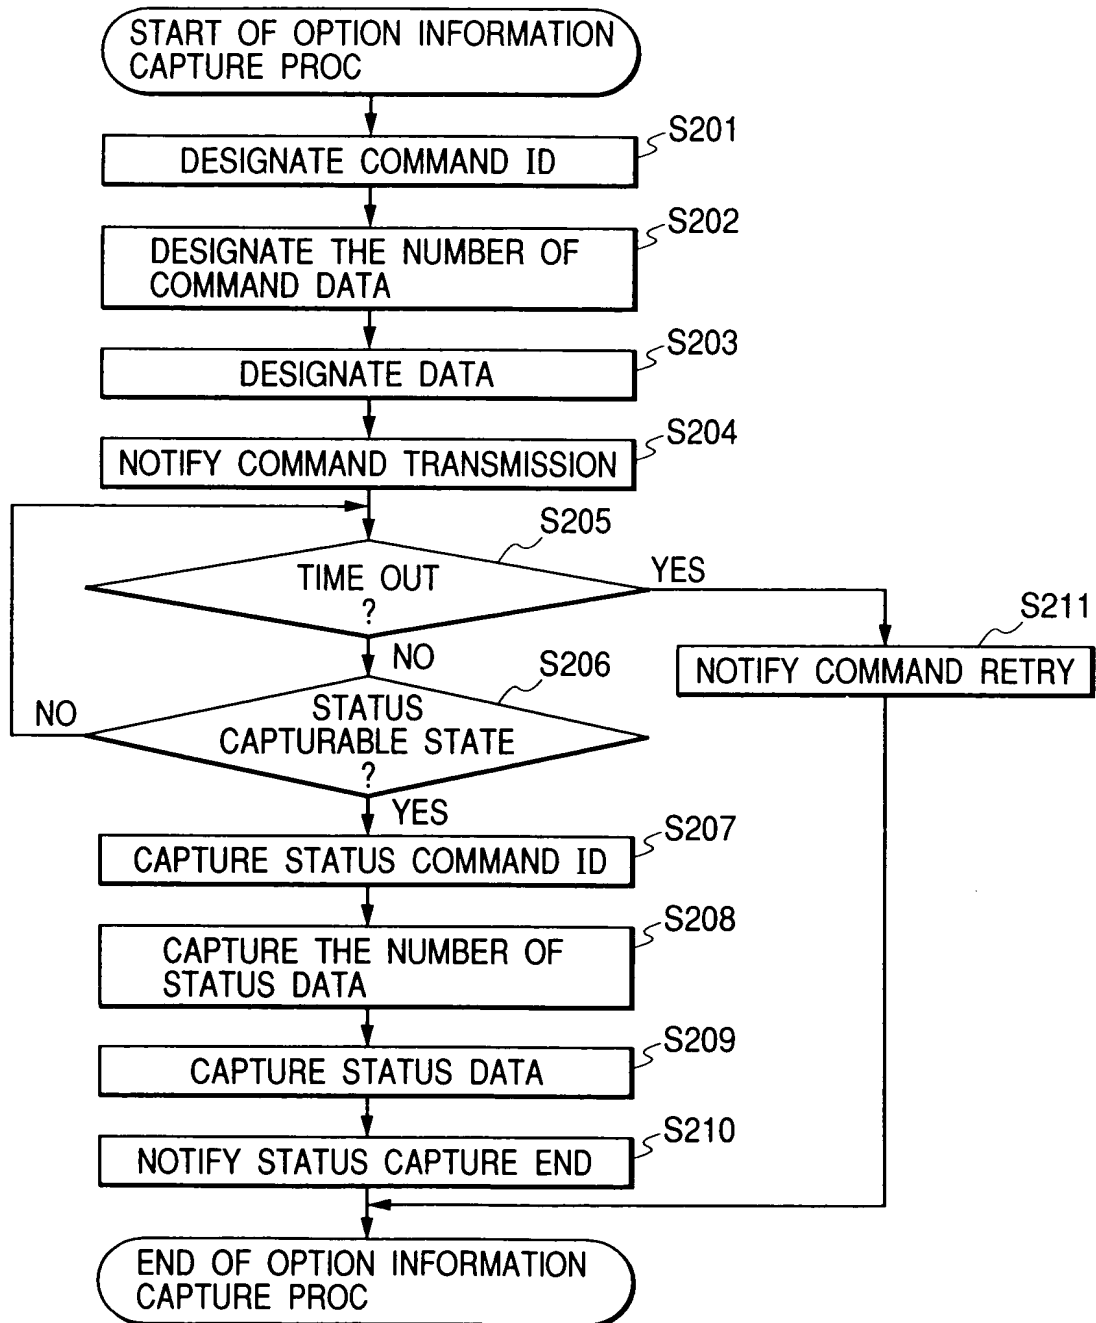 START OF OPTION INFORMATION
CAPTURE PROC
S201
DESIGNATE COMMAND ID
S202
DESIGNATE THE NUMBER OF
COMMAND DATA
S203
DESIGNATE DATA
S204
NOTIFY COMMAND TRANSMISSION
S205
TIME OUT
?
YES
S211
NOTIFY COMMAND RETRY
NO
S206
STATUS
CAPTURABLE STATE
?
NO
YES
S207
CAPTURE STATUS COMMAND ID
S208
CAPTURE THE NUMBER OF
STATUS DATA
S209
CAPTURE STATUS DATA
S210
NOTIFY STATUS CAPTURE END
END OF OPTION INFORMATION
CAPTURE PROC